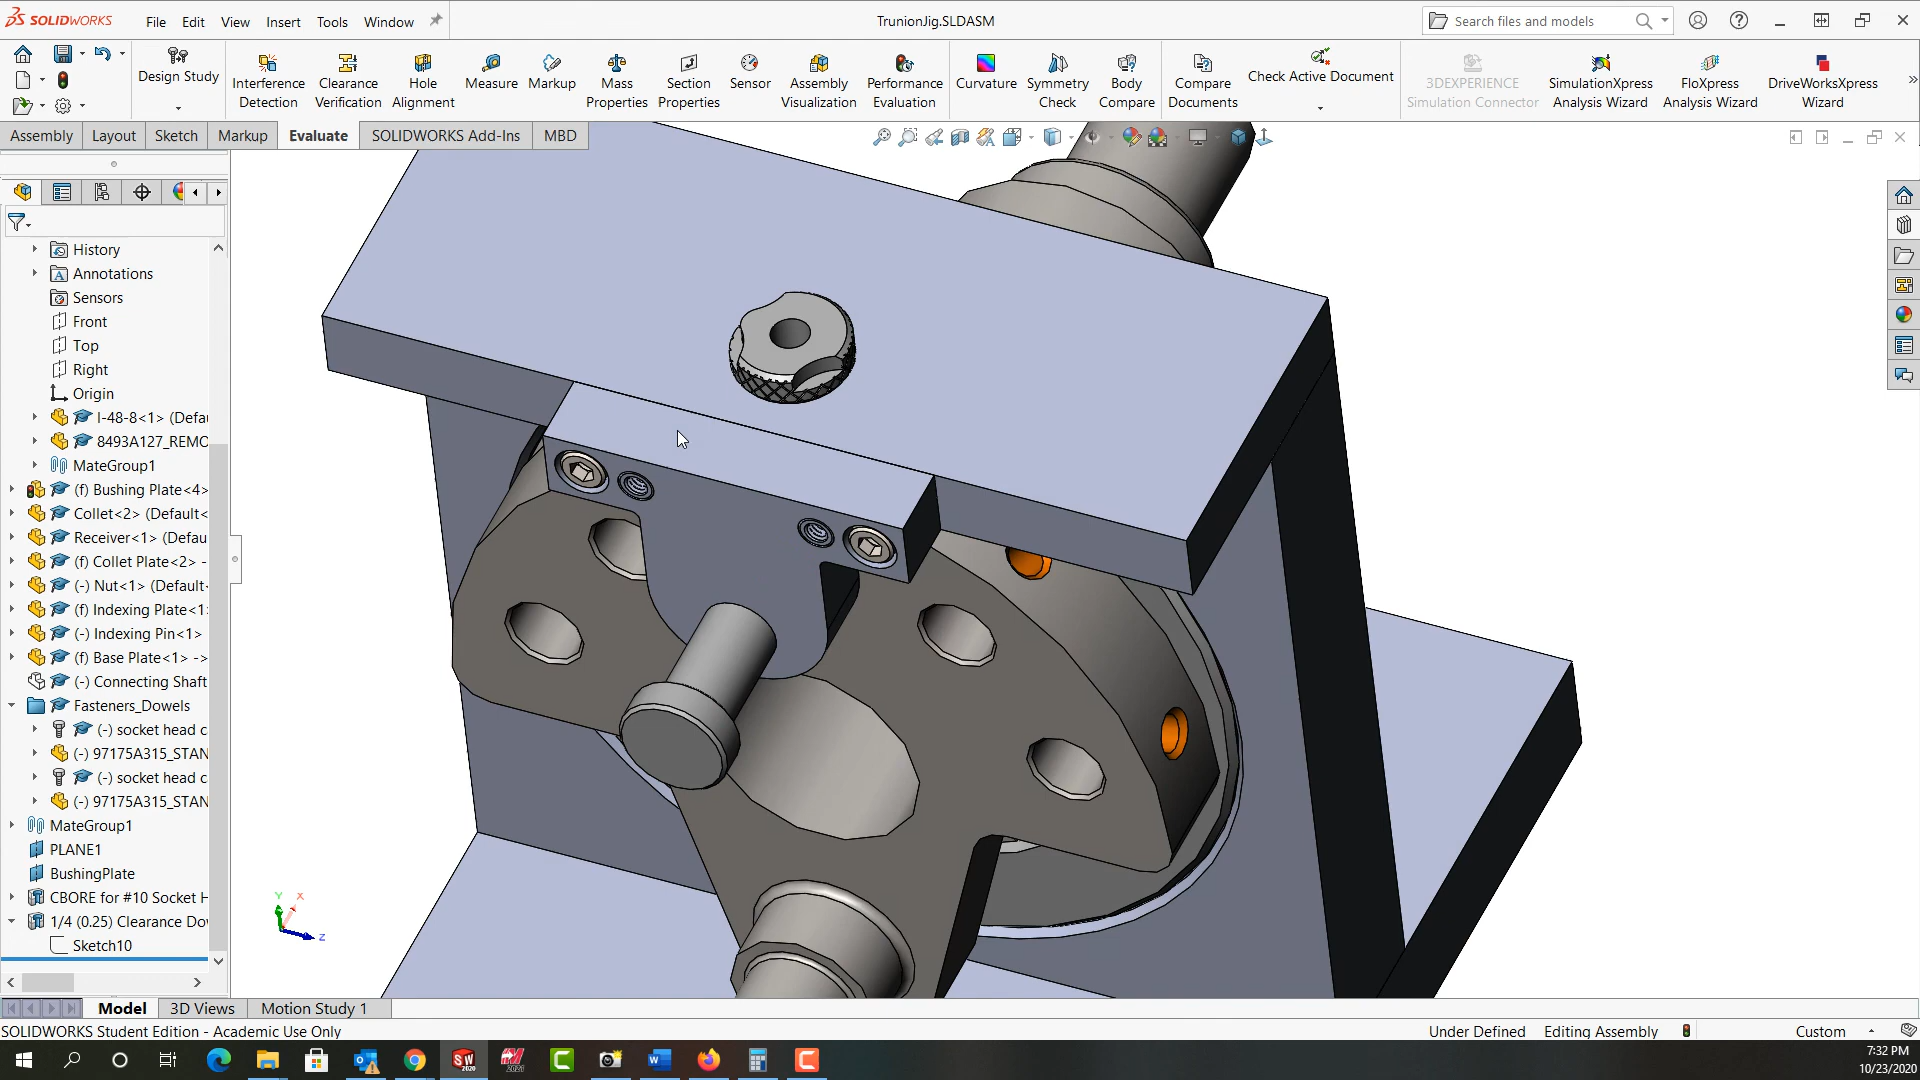 SOLIDWORKS
File Edit View Insert Tools Window
TrunionJig.SLDASM
Search files and models
Design Study
Interference Detection
Clearance Verification
Hole Alignment
Measure
Markup
Mass Properties
Section Properties
Sensor
Assembly Visualization
Performance Evaluation
Curvature
Symmetry Check
Body Compare
Compare Documents
Check Active Document
3DEXPERIENCE Simulation Connector
SimulationXpress Analysis Wizard
FloXpress Analysis Wizard
DriveWorksXpress Wizard
Assembly Layout Sketch Markup Evaluate SOLIDWORKS Add-Ins MBD
History
Annotations
Sensors
Front
Top
Right
Origin
I-48-8<1> (Defau
8493A127_REMO
MateGroup1
(f) Bushing Plate<4>
Collet<2> (Default<
Receiver<1> (Defau
(f) Collet Plate<2> -
(-) Nut<1> (Default<
(f) Indexing Plate<1>
(-) Indexing Pin<1>
(f) Base Plate<1> ->
(-) Connecting Shaft
Fasteners_Dowels
(-) socket head c
(-) 97175A315_STAN
(-) socket head c
(-) 97175A315_STAN
MateGroup1
PLANE1
BushingPlate
CBORE for #10 Socket H
1/4 (0.25) Clearance Dov
Sketch10
Y X Z
Model 3D Views Motion Study 1
SOLIDWORKS Student Edition - Academic Use Only
Under Defined Editing Assembly Custom
7:32 PM
10/23/2020